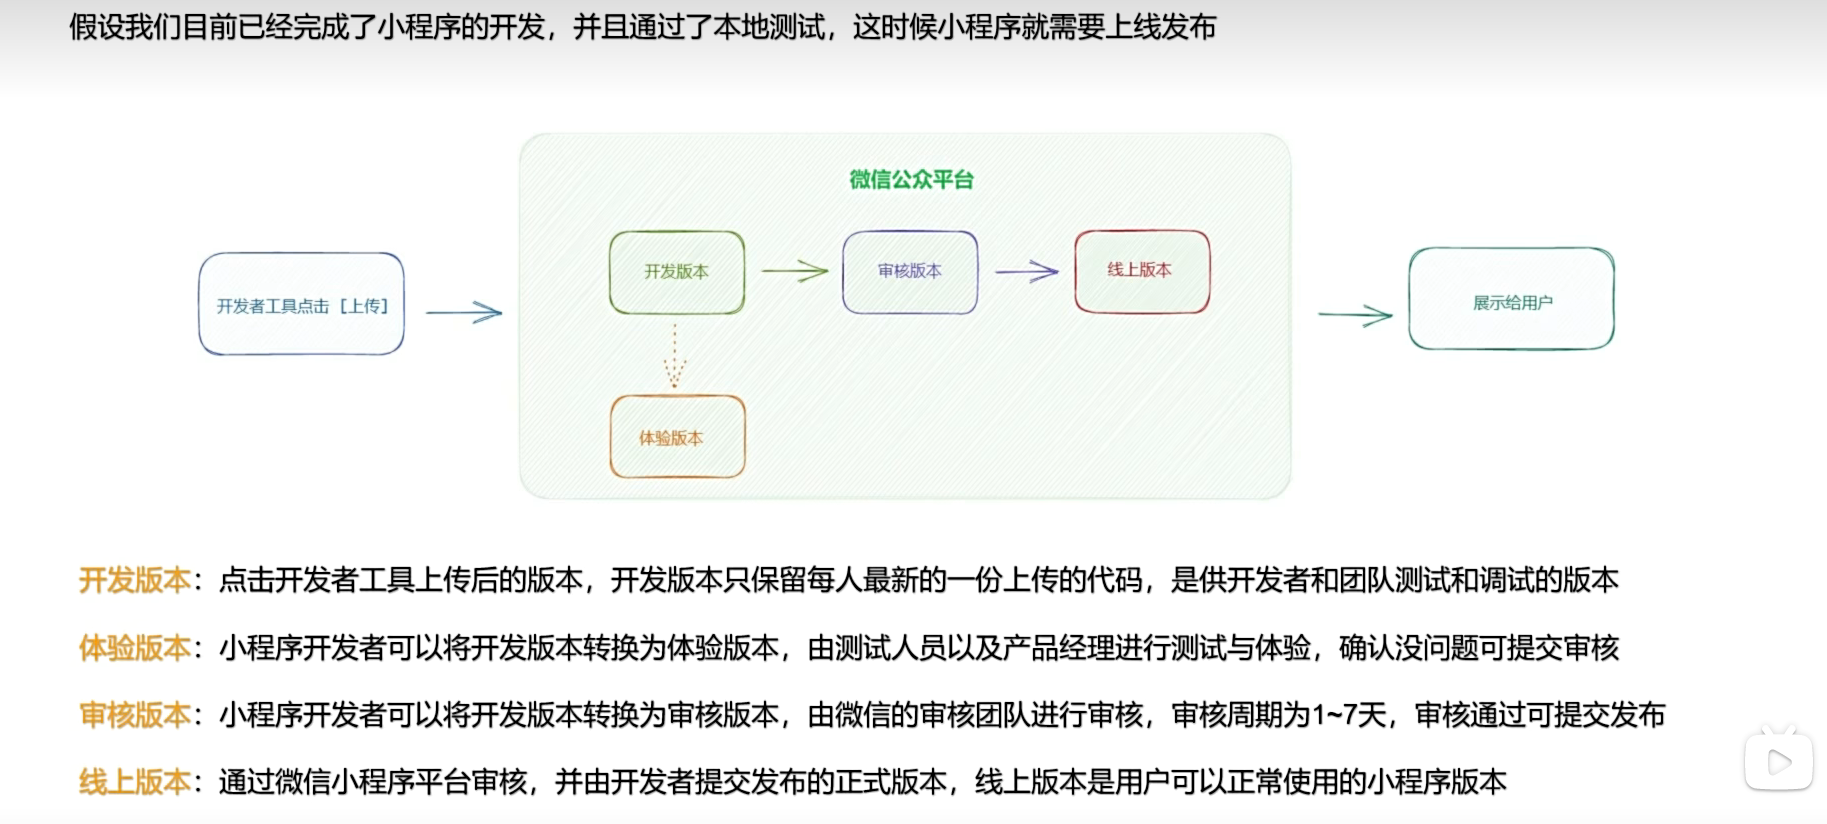 假设我们目前已经完成了小程序的开发，并且通过了本地测试，这时候小程序就需要上线发布
微信公众平台
开发者工具点击［上传］
开发版本
审核版本
线上版本
展示给用户
体验版本
开发版本：点击开发者工具上传后的版本，开发版本只保留每人最新的一份上传的代码，是供开发者和团队测试和调试的版本
体验版本：小程序开发者可以将开发版本转换为体验版本，由测试人员以及产品经理进行测试与体验，确认没问题可提交审核
审核版本：小程序开发者可以将开发版本转换为审核版本，由微信的审核团队进行审核，审核周期为1~7天，审核通过可提交发布
线上版本：通过微信小程序平台审核，并由开发者提交发布的正式版本，线上版本是用户可以正常使用的小程序版本